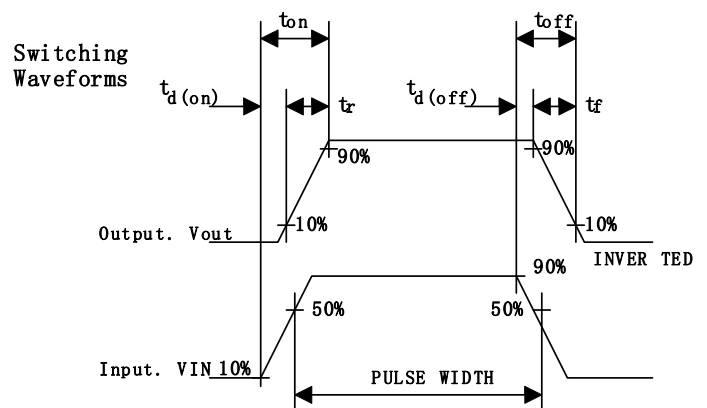 ton
toff
Switching
Waveforms
td(on)
tr
td(off)
tf
90%
90%
10%
10%
Output. Vout
INVER TED
90%
50%
50%
Input. VIN 10%
PULSE WIDTH